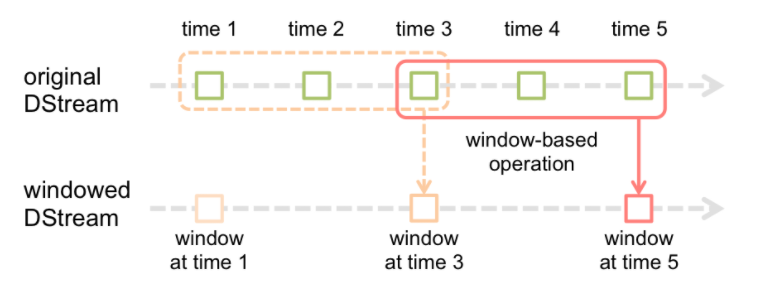 time 1 time 2 time 3 time 4 time 5
original
DStream
window-based
operation
windowed
DStream
window
at time 1
window
at time 3
window
at time 5